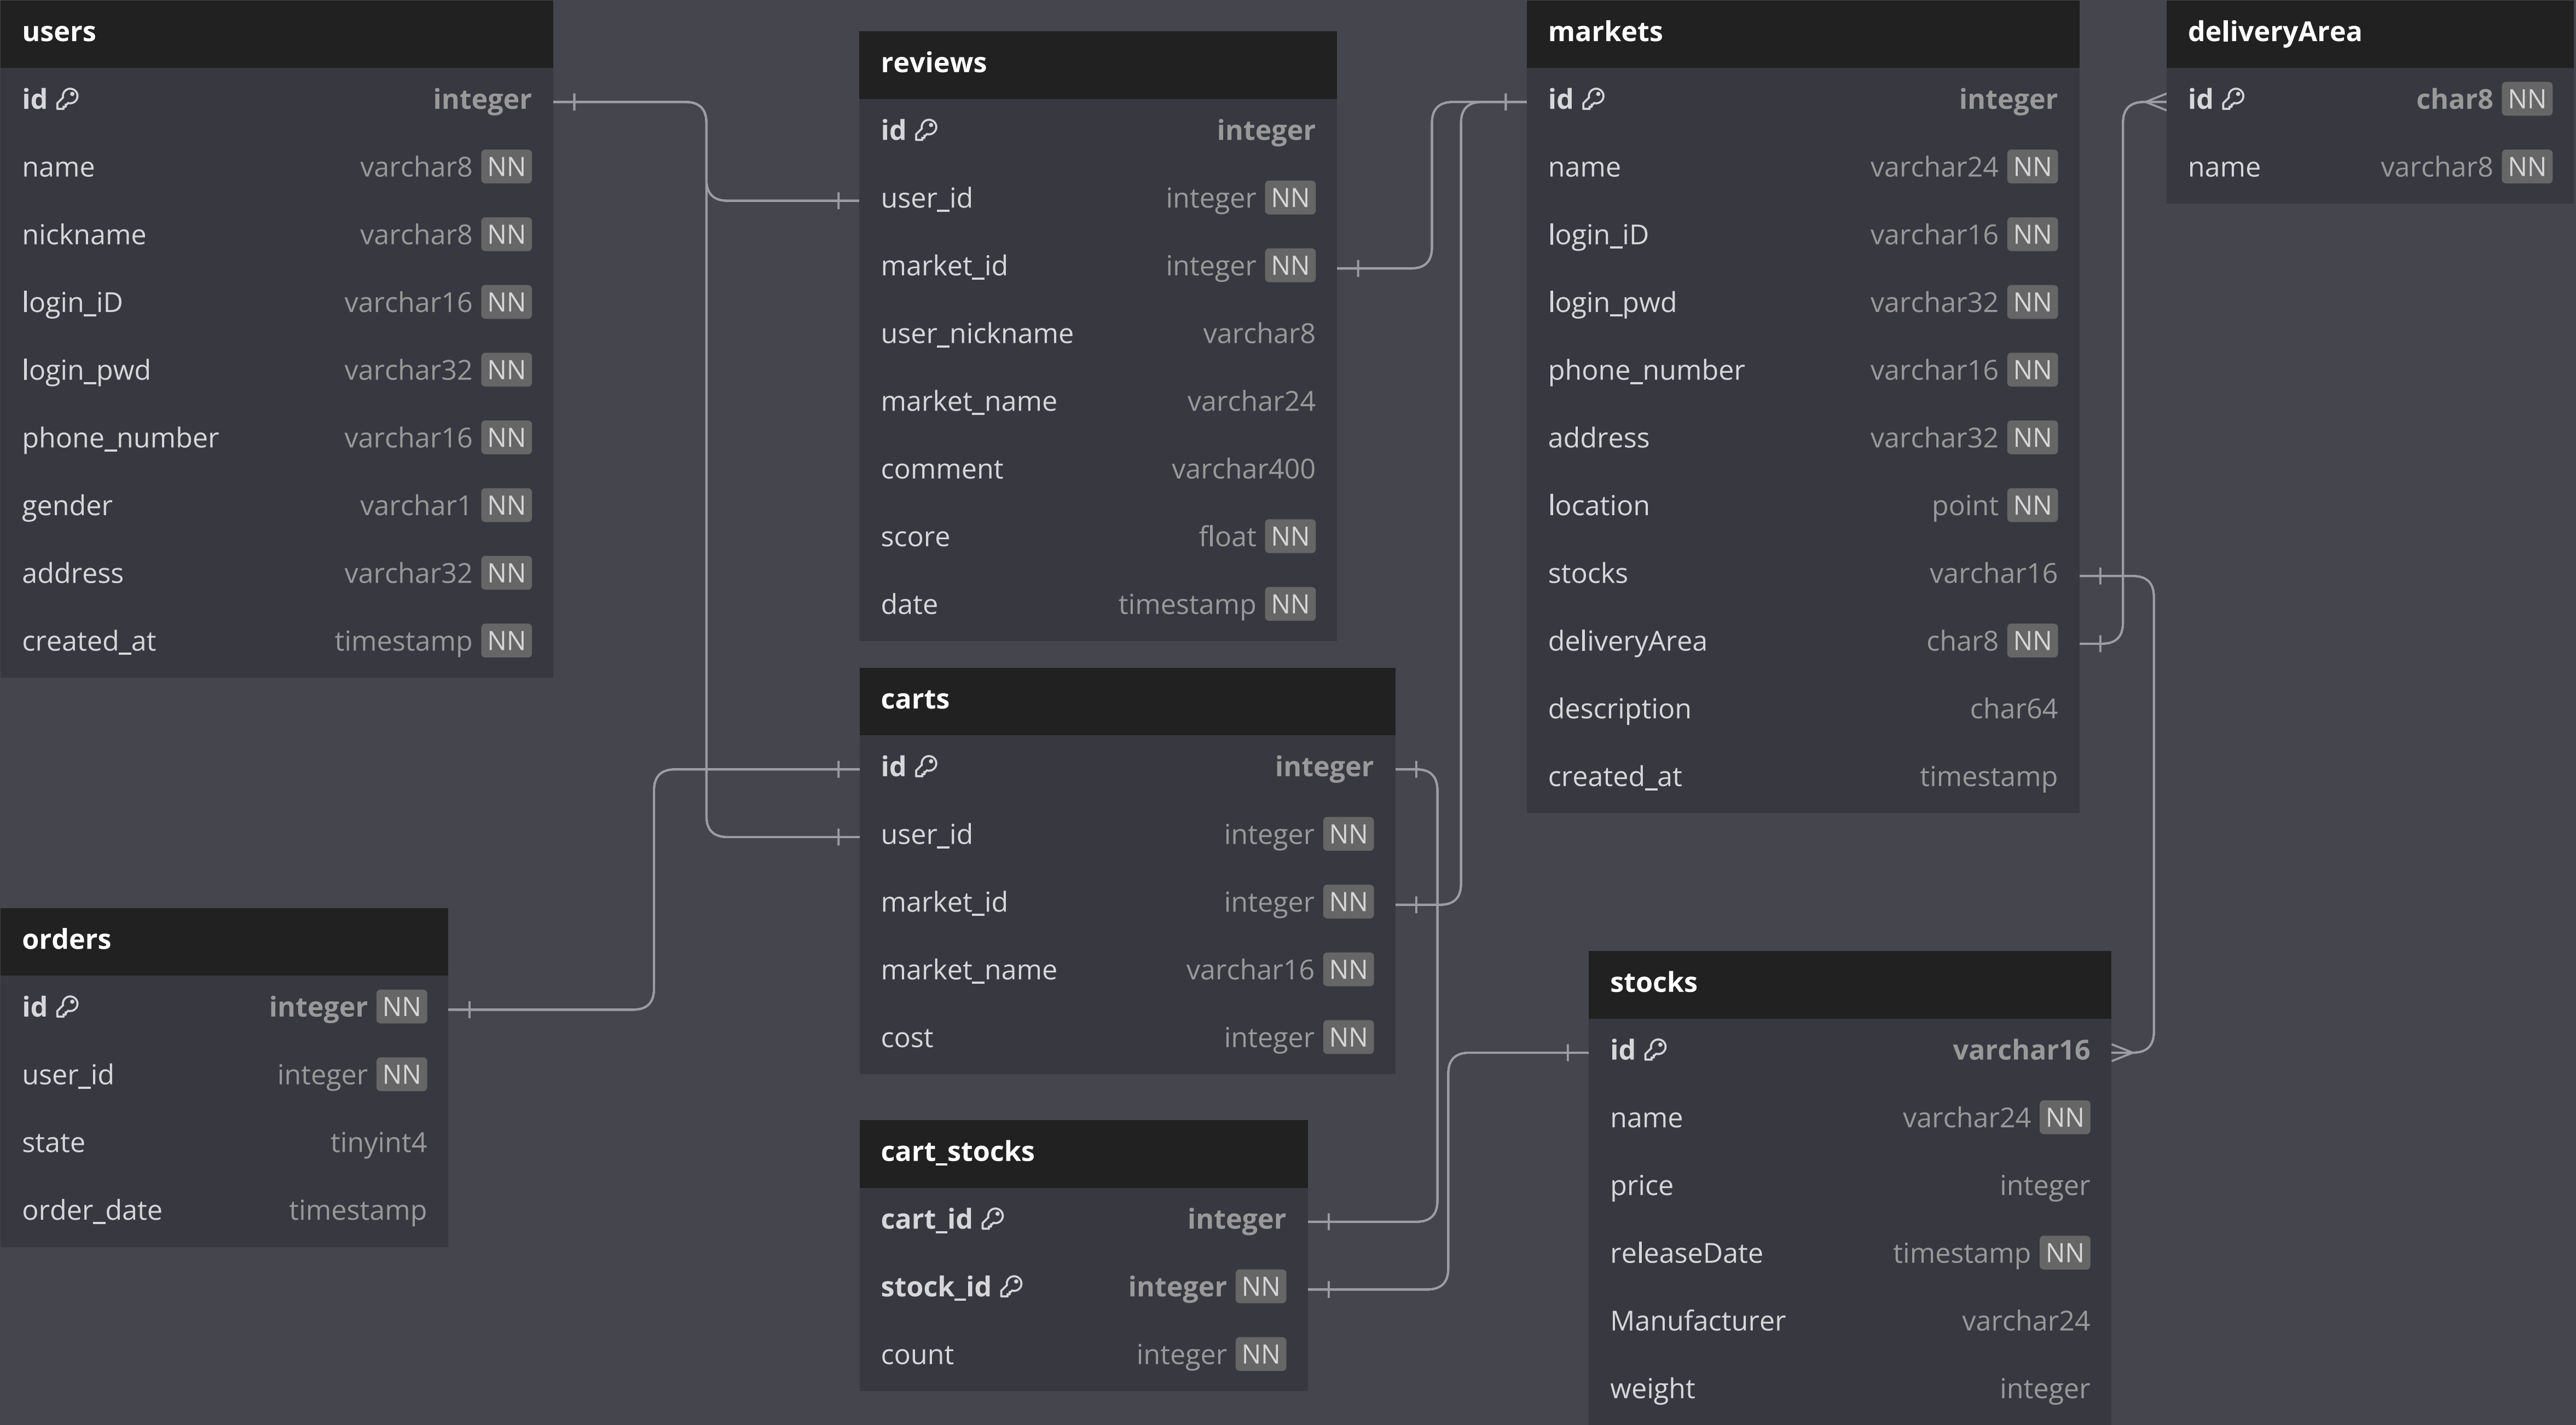 users
id integer
name varchar8 NN
nickname varchar8 NN
login_iD varchar16 NN
login_pwd varchar32 NN
phone_number varchar16 NN
gender varchar1 NN
address varchar32 NN
created_at timestamp NN
reviews
id integer
user_id integer NN
market_id integer NN
user_nickname varchar8
market_name varchar24
comment varchar400
score float NN
date timestamp NN
markets
id integer
name varchar24 NN
login_iD varchar16 NN
login_pwd varchar32 NN
phone_number varchar16 NN
address varchar32 NN
location point NN
stocks varchar16
deliveryArea char8 NN
description char64
created_at timestamp
deliveryArea
id char8 NN
name varchar8 NN
carts
id integer
user_id integer NN
market_id integer NN
market_name varchar16 NN
cost integer NN
orders
id integer NN
user_id integer NN
state tinyint4
order_date timestamp
cart_stocks
cart_id integer
stock_id integer NN
count integer NN
stocks
id varchar16
name varchar24 NN
price integer
releaseDate timestamp NN
Manufacturer varchar24
weight integer